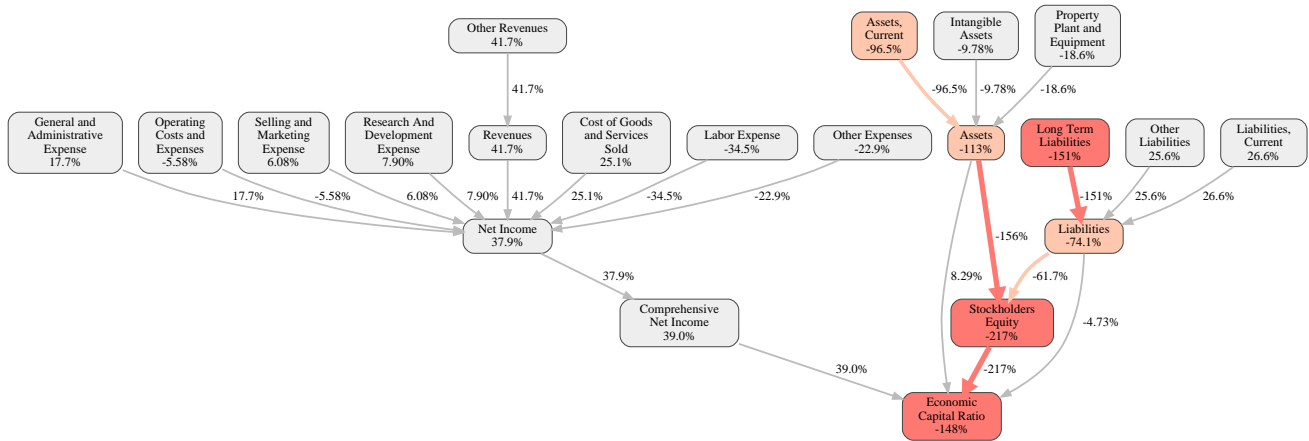 Other Revenues
41.7%
Assets,
Current
-96.5%
Intangible
Assets
-9.78%
Property
Plant and
Equipment
-18.6%
41.7%
-96.5%
-9.78%
-18.6%
General and
Administrative
Expense
17.7%
Operating
Costs and
Expenses
-5.58%
Selling and
Marketing
Expense
6.08%
Research And
Development
Expense
7.90%
Revenues
41.7%
Cost of Goods
and Services
Sold
25.1%
Labor Expense
-34.5%
Other Expenses
-22.9%
Assets
-113%
Long Term
Liabilities
-151%
Other
Liabilities
25.6%
Liabilities,
Current
26.6%
17.7%
-5.58%
6.08%
7.90%
41.7%
25.1%
-34.5%
-22.9%
-151%
25.6%
26.6%
Net Income
37.9%
-156%
Liabilities
-74.1%
37.9%
8.29%
-61.7%
Comprehensive
Net Income
39.0%
Stockholders
Equity
-217%
-4.73%
39.0%
-217%
Economic
Capital Ratio
-148%